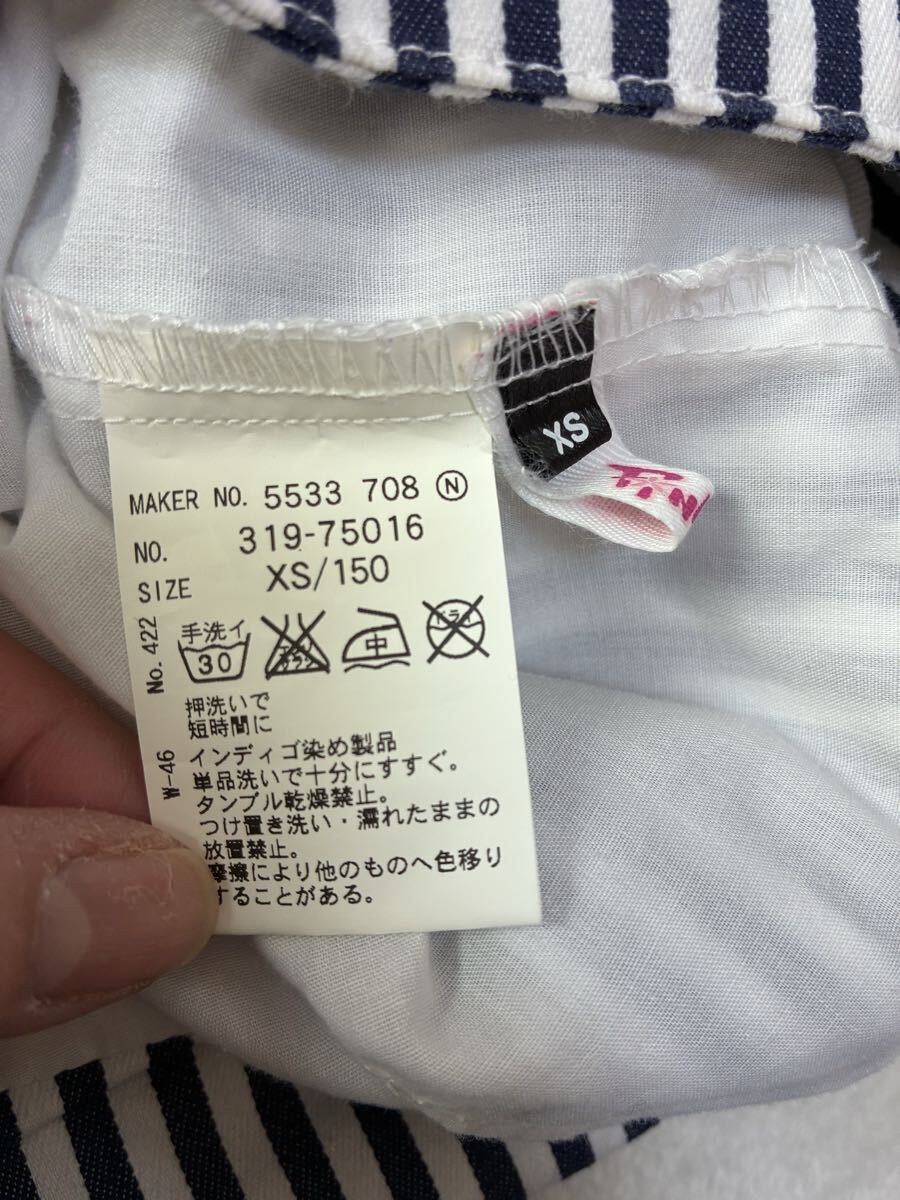 XS
MAKER NO. 5533 708 Ⓝ
NO. 319-75016
SIZE XS/150
No. 422
手洗イ
30
中
ドライ
W-46
押洗いで
短時間に
インディゴ染め製品
単品洗いで十分にすすぐ。
タンブル乾燥禁止。
つけ置き洗い・濡れたままの
放置禁止。
摩擦により他のものへ色移り
することがある。